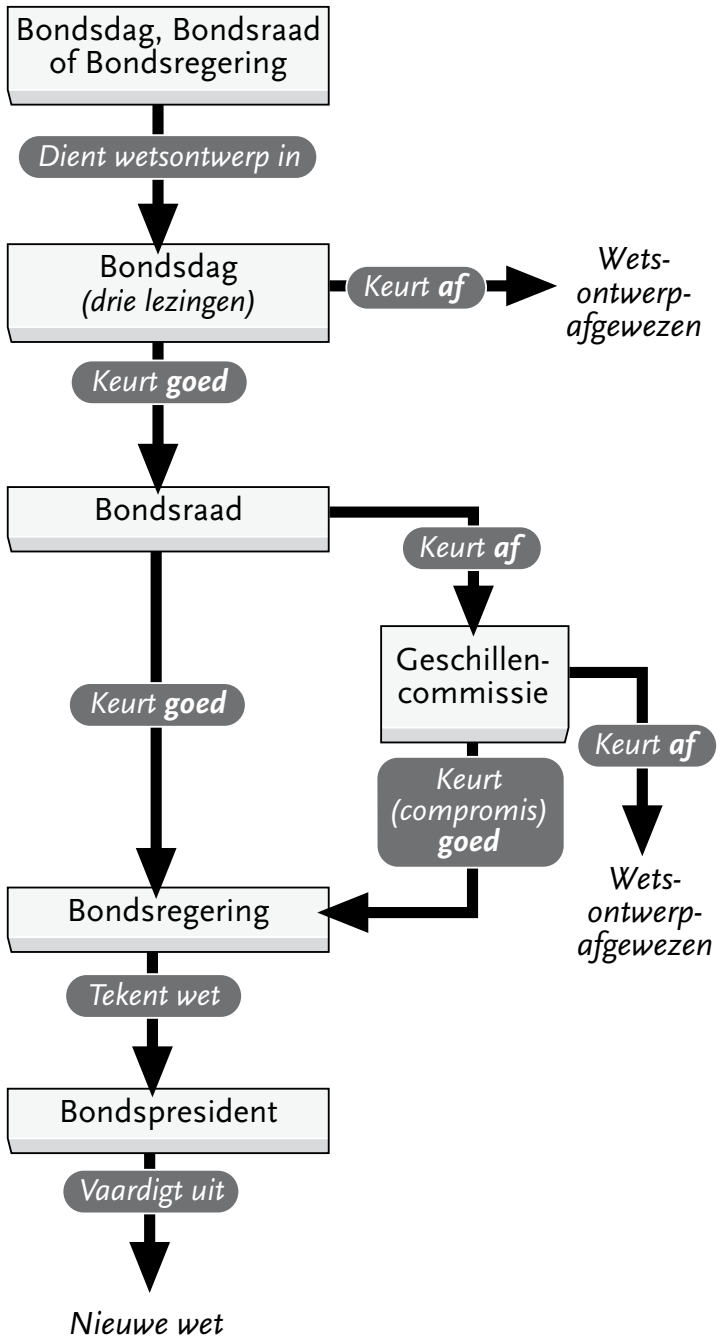 Bondsdag, Bondsraad
of Bondsregering
Dient wetsontwerp in
Bondsdag
(drie lezingen)
Keurt af
Wets-
ontwerp-
afgewezen
Keurt goed
Bondsraad
Keurt af
Geschillen-
commissie
Keurt goed
Keurt af
Keurt
(compromis)
goed
Wets-
ontwerp-
afgewezen
Bondsregering
Tekent wet
Bondspresident
Vaardigt uit
Nieuwe wet